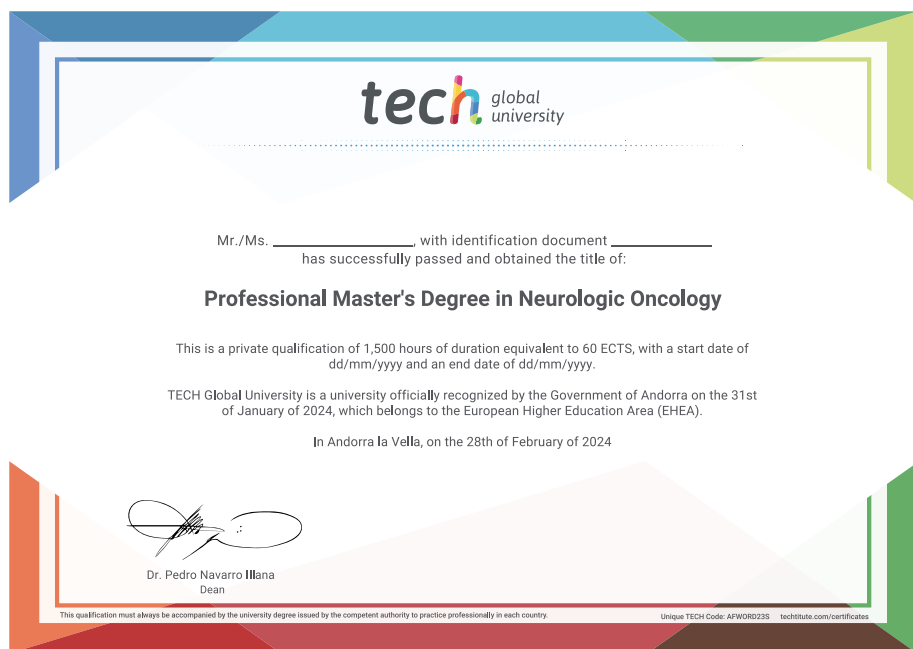 tech global university
Mr./Ms. ____________________, with identification document ______________
has successfully passed and obtained the title of:
Professional Master's Degree in Neurologic Oncology
This is a private qualification of 1,500 hours of duration equivalent to 60 ECTS, with a start date of
dd/mm/yyyy and an end date of dd/mm/yyyy.
TECH Global University is a university officially recognized by the Government of Andorra on the 31st
of January of 2024, which belongs to the European Higher Education Area (EHEA).
In Andorra la Vella, on the 28th of February of 2024
Dr. Pedro Navarro Illana
Dean
This qualification must always be accompanied by the university degree issued by the competent authority to practice professionally in each country.
Unique TECH Code: AFWORD23S techtitute.com/certificates